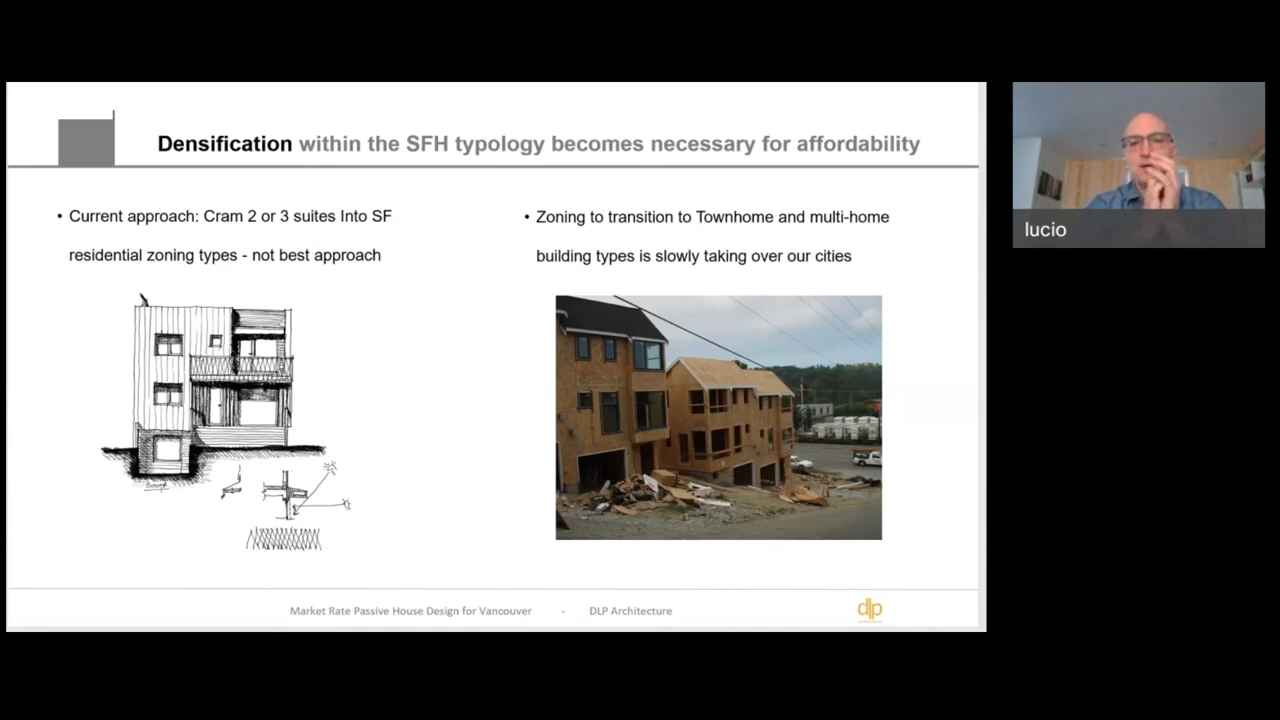 Densification within the SFH typology becomes necessary for affordability
• Current approach: Cram 2 or 3 suites Into SF
residential zoning types - not best approach
• Zoning to transition to Townhome and multi-home
building types is slowly taking over our cities
Market Rate Passive House Design for Vancouver - DLP Architecture
dlp
lucio